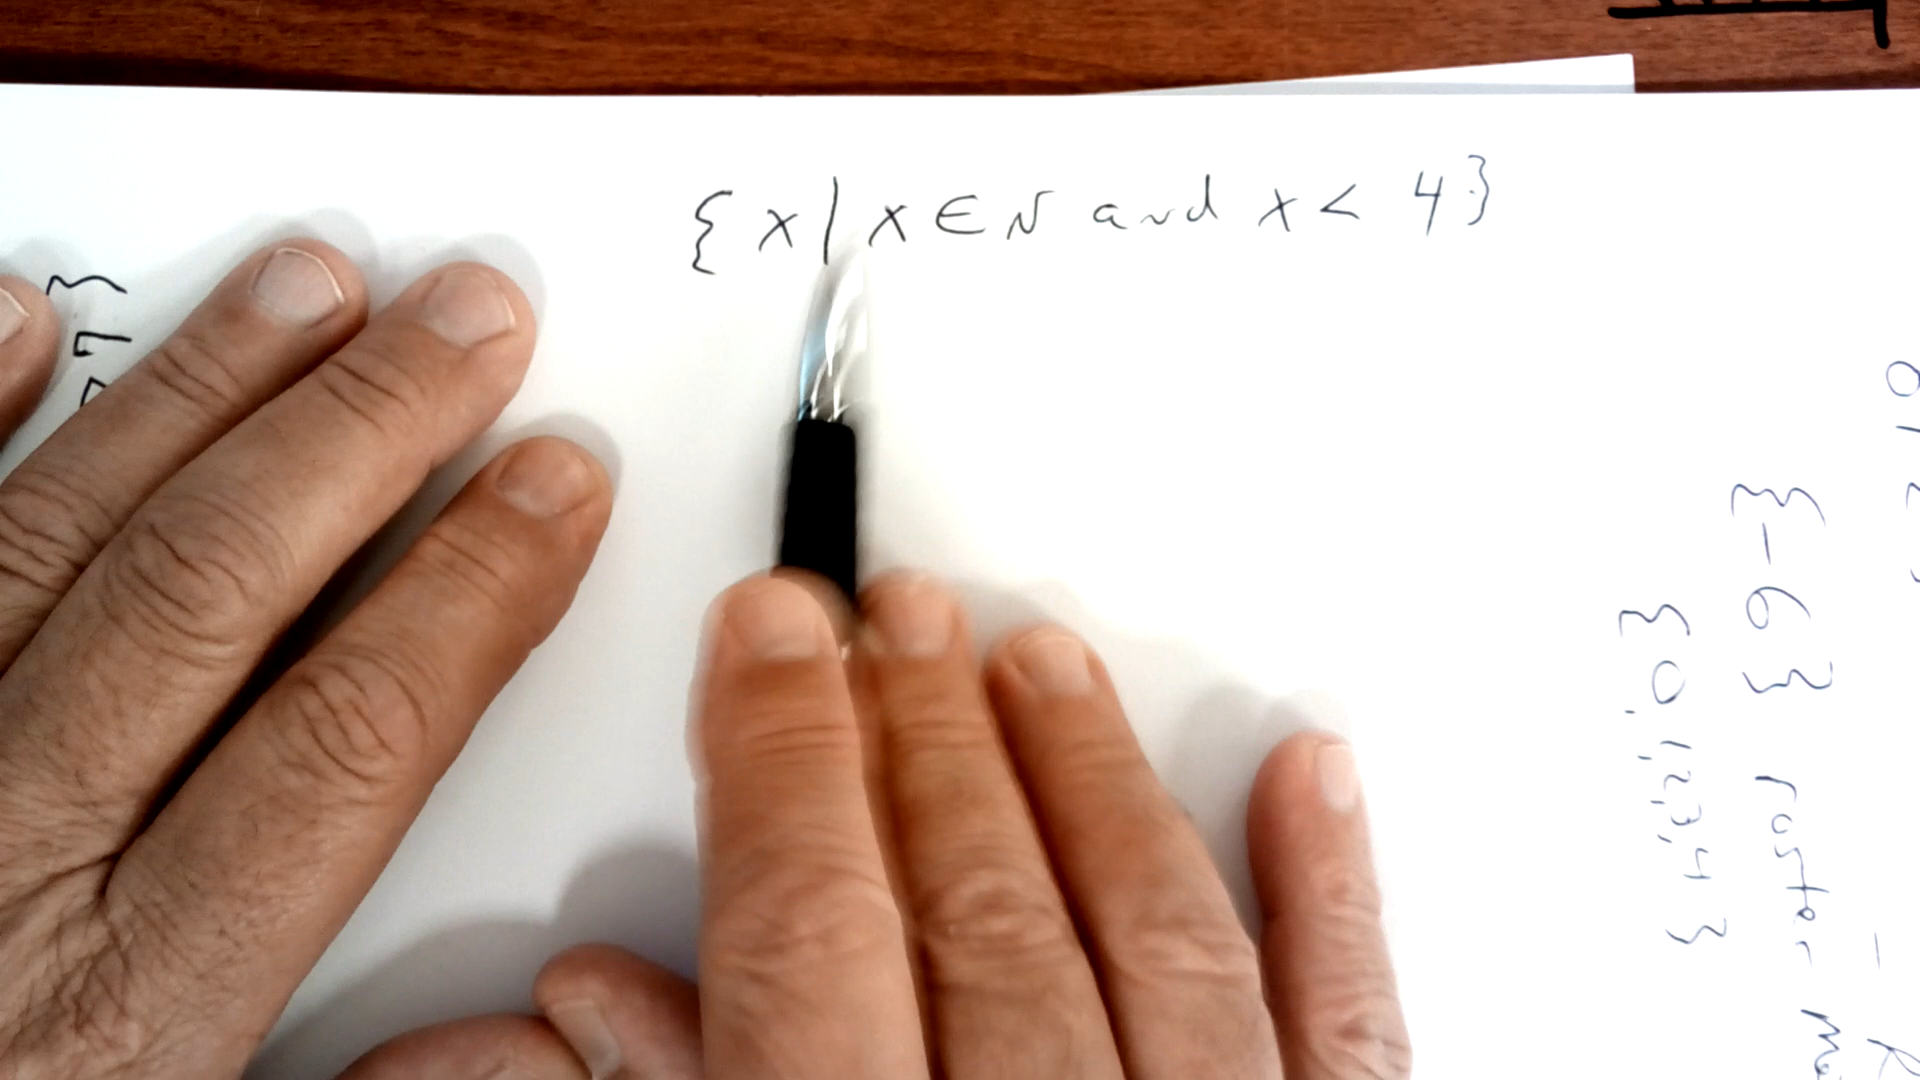 { x | x ∈ N and x < 4 }
{ -6 } roster
{ 0, 1, 2, 3, 4 }